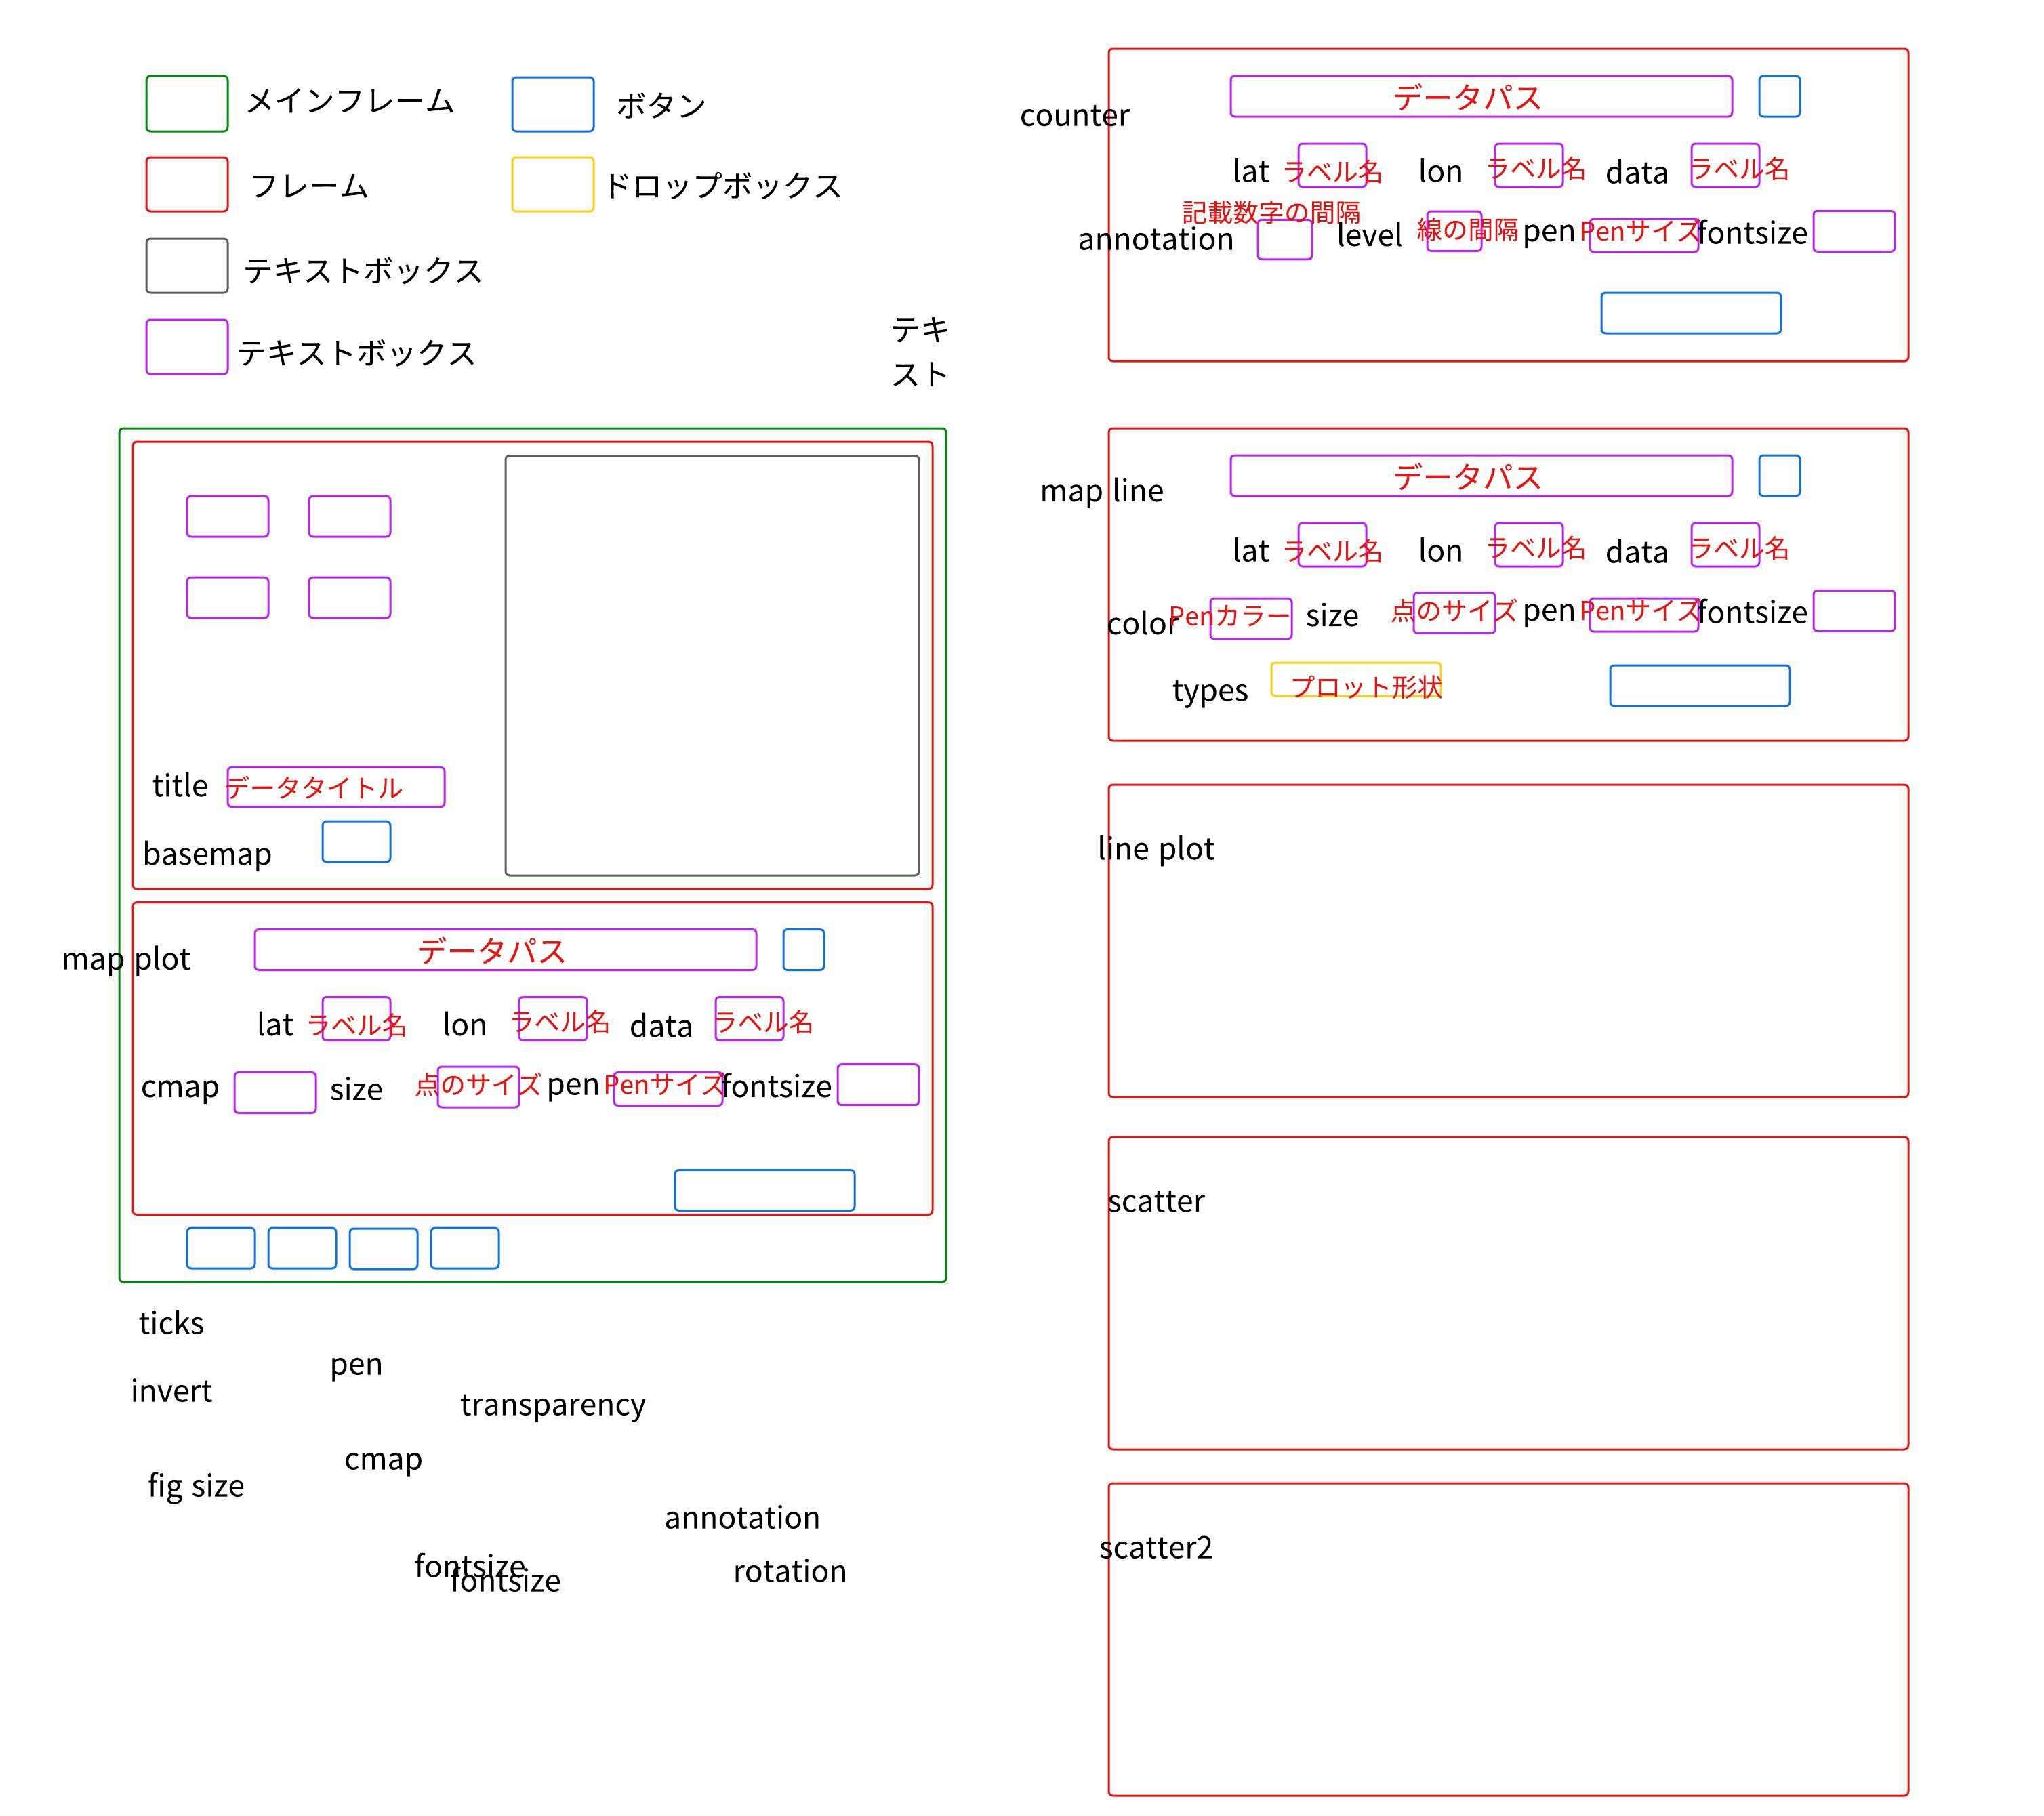 メインフレーム
ボタン
フレーム
ドロップボックス
テキストボックス
テキストボックス
テキ
スト
title
データタイトル
basemap
map plot
データパス
lat
ラベル名
lon
ラベル名
data
ラベル名
cmap
size
点のサイズ
pen
Penサイズ
fontsize
ticks
pen
invert
transparency
cmap
fig size
annotation
fontsize
fontsize
rotation
counter
データパス
lat
ラベル名
lon
ラベル名
data
ラベル名
記載数字の間隔
annotation
level
線の間隔
pen
Penサイズ
fontsize
map line
データパス
lat
ラベル名
lon
ラベル名
data
ラベル名
color
Penカラー
size
点のサイズ
pen
Penサイズ
fontsize
types
プロット形状
line plot
scatter
scatter2